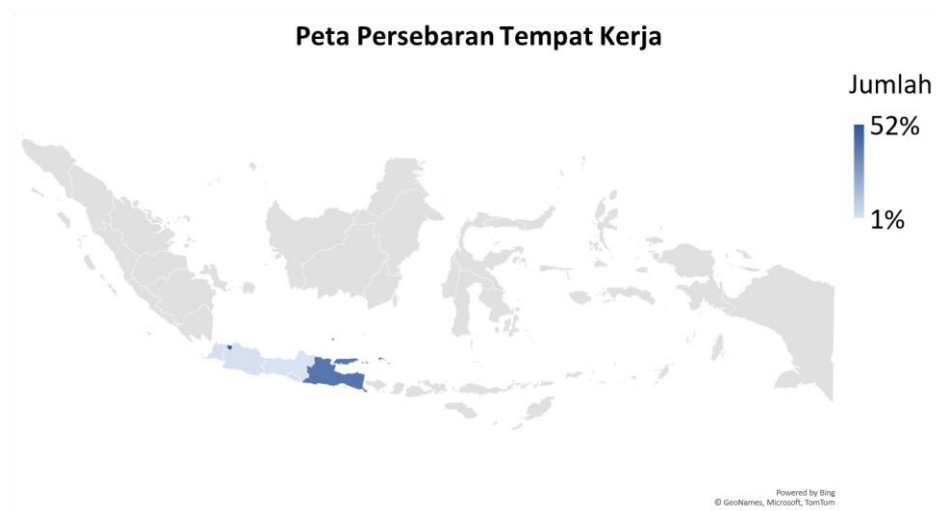 Peta Persebaran Tempat Kerja
Jumlah
52%
1%
Powered by Bing
© GeoNames, Microsoft, TomTom